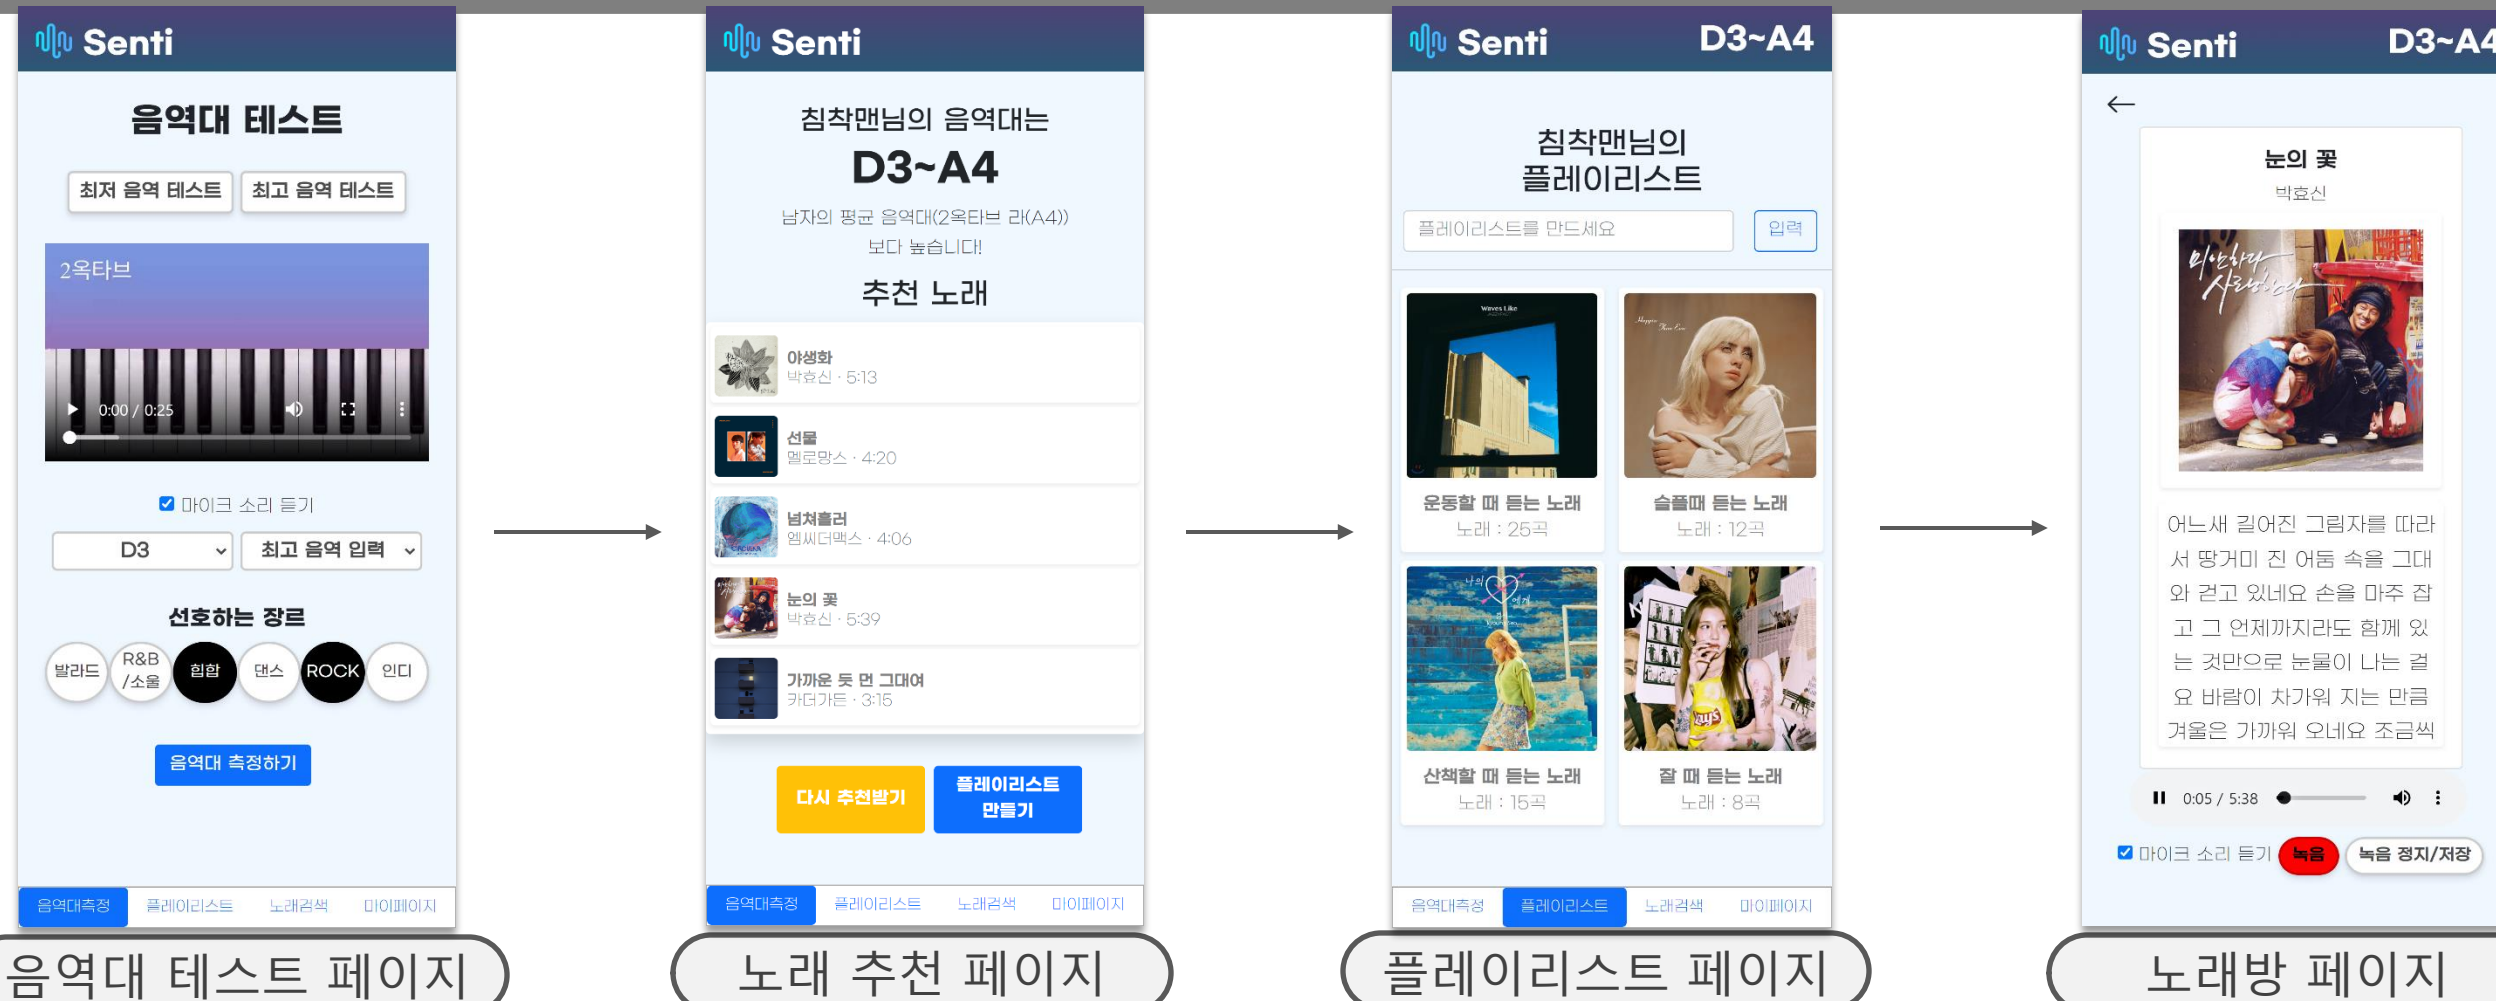 Senti
음역대 테스트
최저 음역 테스트
최고 음역 테스트
2옥타브
0:00 / 0:25
마이크 소리 듣기
D3
최고 음역 입력
선호하는 장르
발라드
R&B
/소울
힙합
댄스
ROCK
인디
음역대 측정하기
음역대측정
플레이리스트
노래검색
마이페이지
음역대 테스트 페이지
Senti
침착맨님의 음역대는
D3~A4
남자의 평균 음역대(2옥타브 라(A4))
보다 높습니다!
추천 노래
야생화
박효신 · 5:13
선물
멜로망스 · 4:20
넘쳐흘러
엠씨더맥스 · 4:06
눈의 꽃
박효신 · 5:39
가까운 듯 먼 그대여
카더가든 · 3:15
다시 추천받기
플레이리스트
만들기
음역대측정
플레이리스트
노래검색
마이페이지
노래 추천 페이지
Senti
D3~A4
침착맨님의
플레이리스트
플레이리스트를 만드세요
입력
Waves Like
운동할 때 듣는 노래
노래 : 25곡
Happier
Than Ever
슬플때 듣는 노래
노래 : 12곡
나의
에게
산책할 때 듣는 노래
노래 : 15곡
Lay's
잘 때 듣는 노래
노래 : 8곡
음역대측정
플레이리스트
노래검색
마이페이지
플레이리스트 페이지
Senti
D3~A4
눈의 꽃
박효신
미안하다
사랑한다
어느새 길어진 그림자를 따라
서 땅거미 진 어둠 속을 그대
와 걷고 있네요 손을 마주 잡
고 그 언제까지라도 함께 있
는 것만으로 눈물이 나는 걸
요 바람이 차가워 지는 만큼
겨울은 가까워 오네요 조금씩
0:05 / 5:38
마이크 소리 듣기
녹음
녹음 정지/저장
노래방 페이지